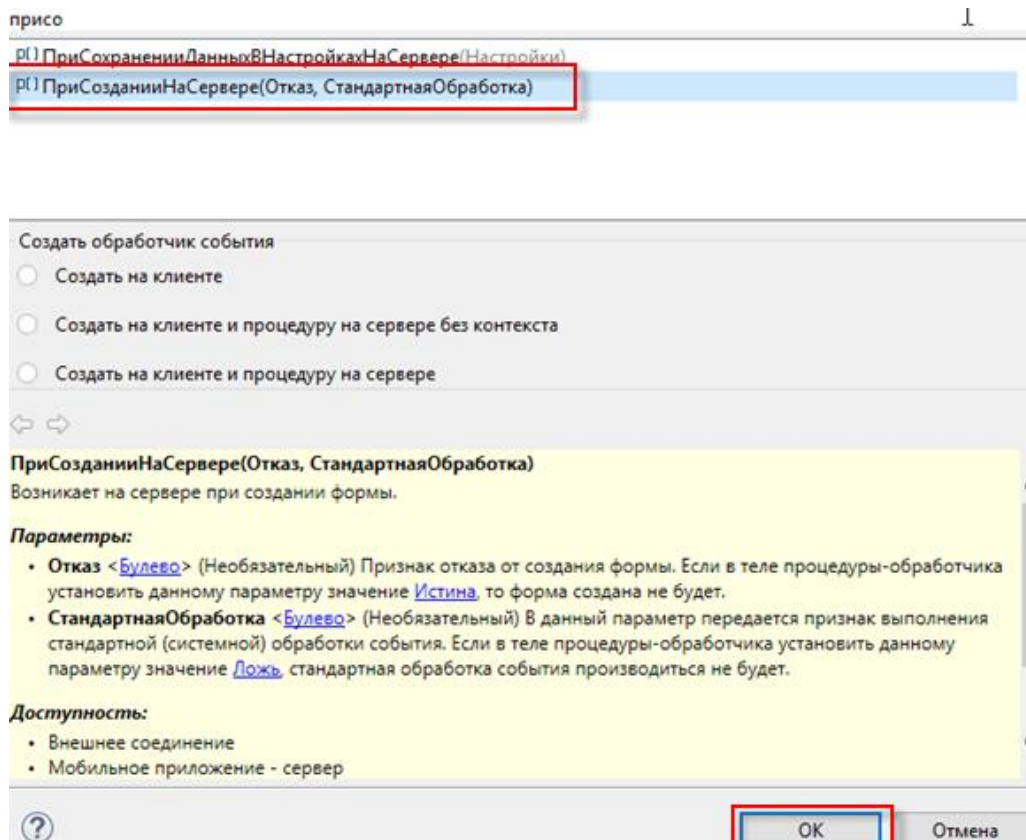 присо
p() ПриСохраненииДанныхВНастройкахНаСервере(Настройки)
p() ПриСозданииНаСервере(Отказ, СтандартнаяОбработка)
Создать обработчик события
Создать на клиенте
Создать на клиенте и процедуру на сервере без контекста
Создать на клиенте и процедуру на сервере
ПриСозданииНаСервере(Отказ, СтандартнаяОбработка)
Возникает на сервере при создании формы.
Параметры:
• Отказ <Булево> (Необязательный) Признак отказа от создания формы. Если в теле процедуры-обработчика
установить данному параметру значение Истина, то форма создана не будет.
• СтандартнаяОбработка <Булево> (Необязательный) В данный параметр передается признак выполнения
стандартной (системной) обработки события. Если в теле процедуры-обработчика установить данному
параметру значение Ложь, стандартная обработка события производиться не будет.
Доступность:
• Внешнее соединение
• Мобильное приложение - сервер
? ОК Отмена